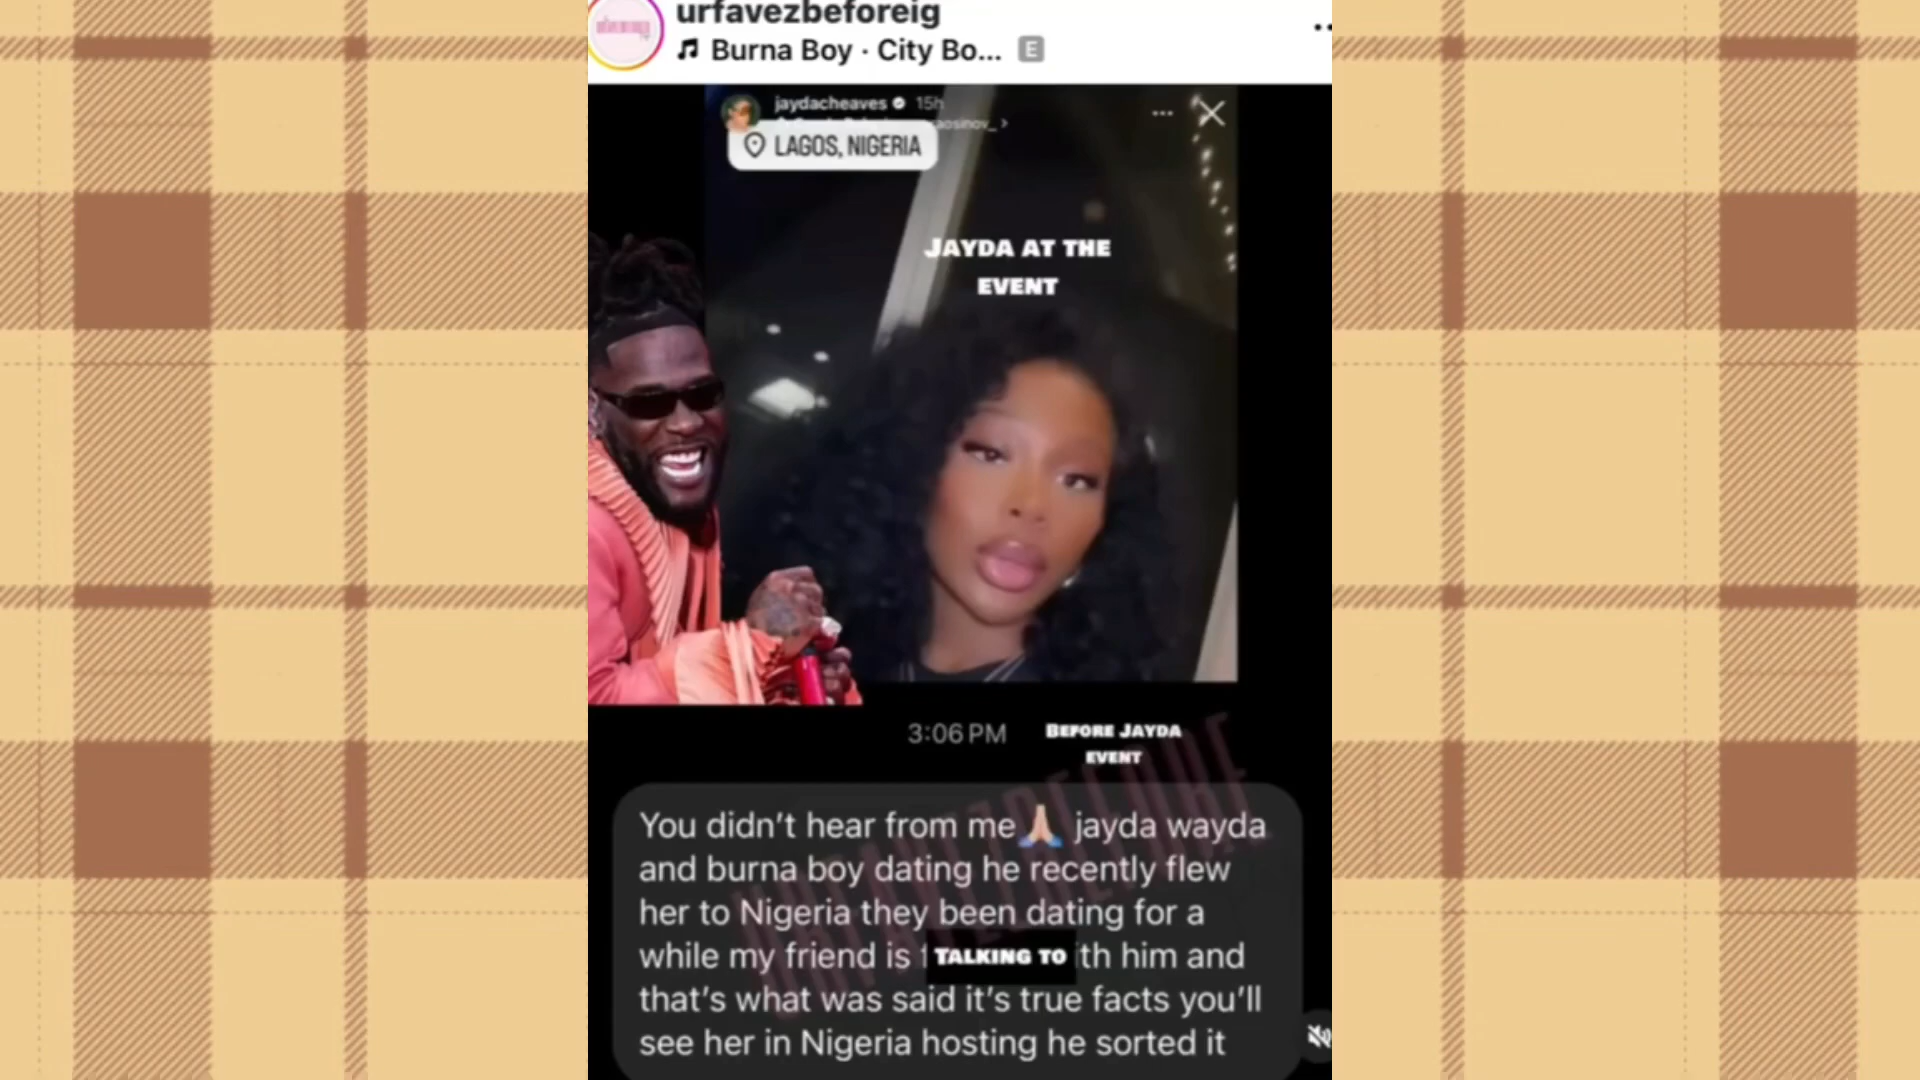 urfavezbeforeig
Burna Boy · City Bo... E
jaydacheaves 15h
LAGOS, NIGERIA
JAYDA AT THE
EVENT
3:06 PM
BEFORE JAYDA
EVENT
You didn't hear from me🙏🏼 jayda wayda
and burna boy dating he recently flew
her to Nigeria they been dating for a
while my friend is TALKING TO him and
that's what was said it's true facts you'll
see her in Nigeria hosting he sorted it